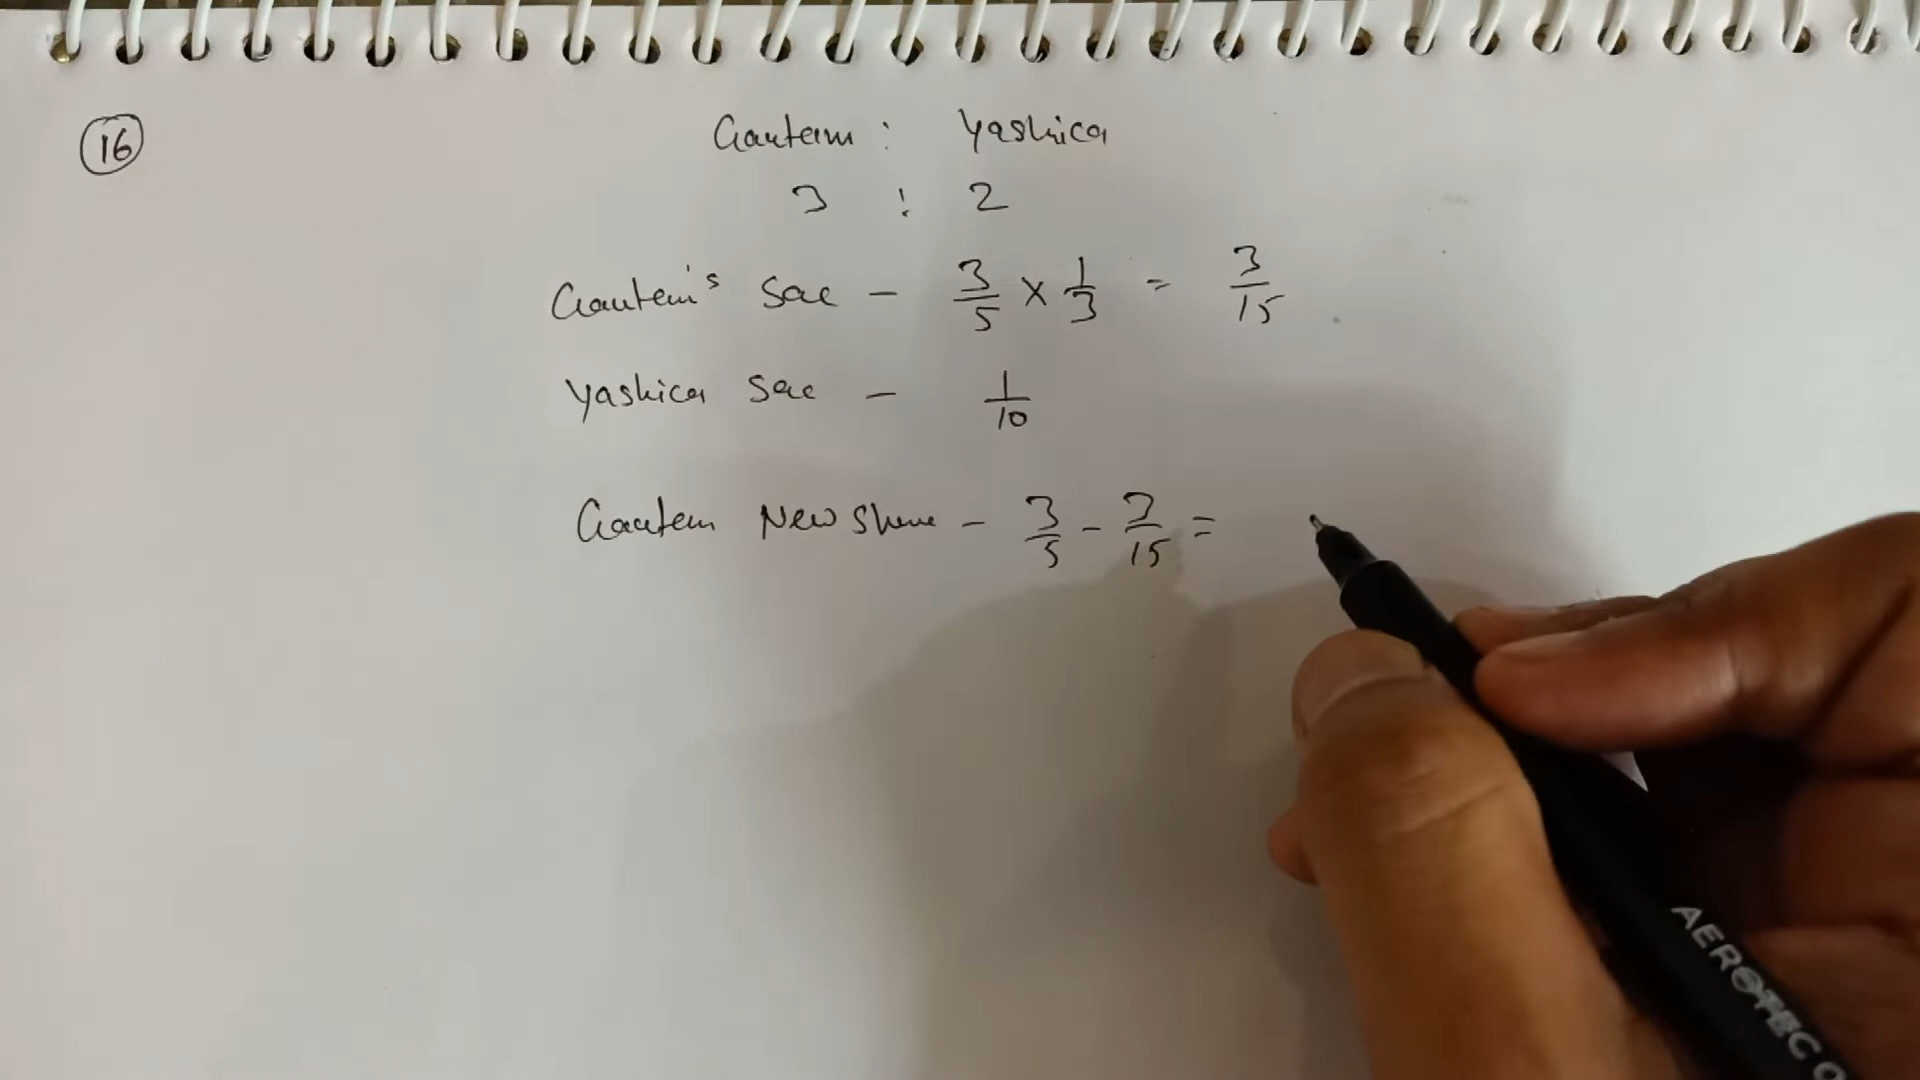 16
Gautam : Yashica
3 : 2
Gautam's Sac - 3/5 × 1/3 = 3/15
Yashica Sac - 1/10
Gautam New Share - 3/5 - 3/15 =
AEROTEC